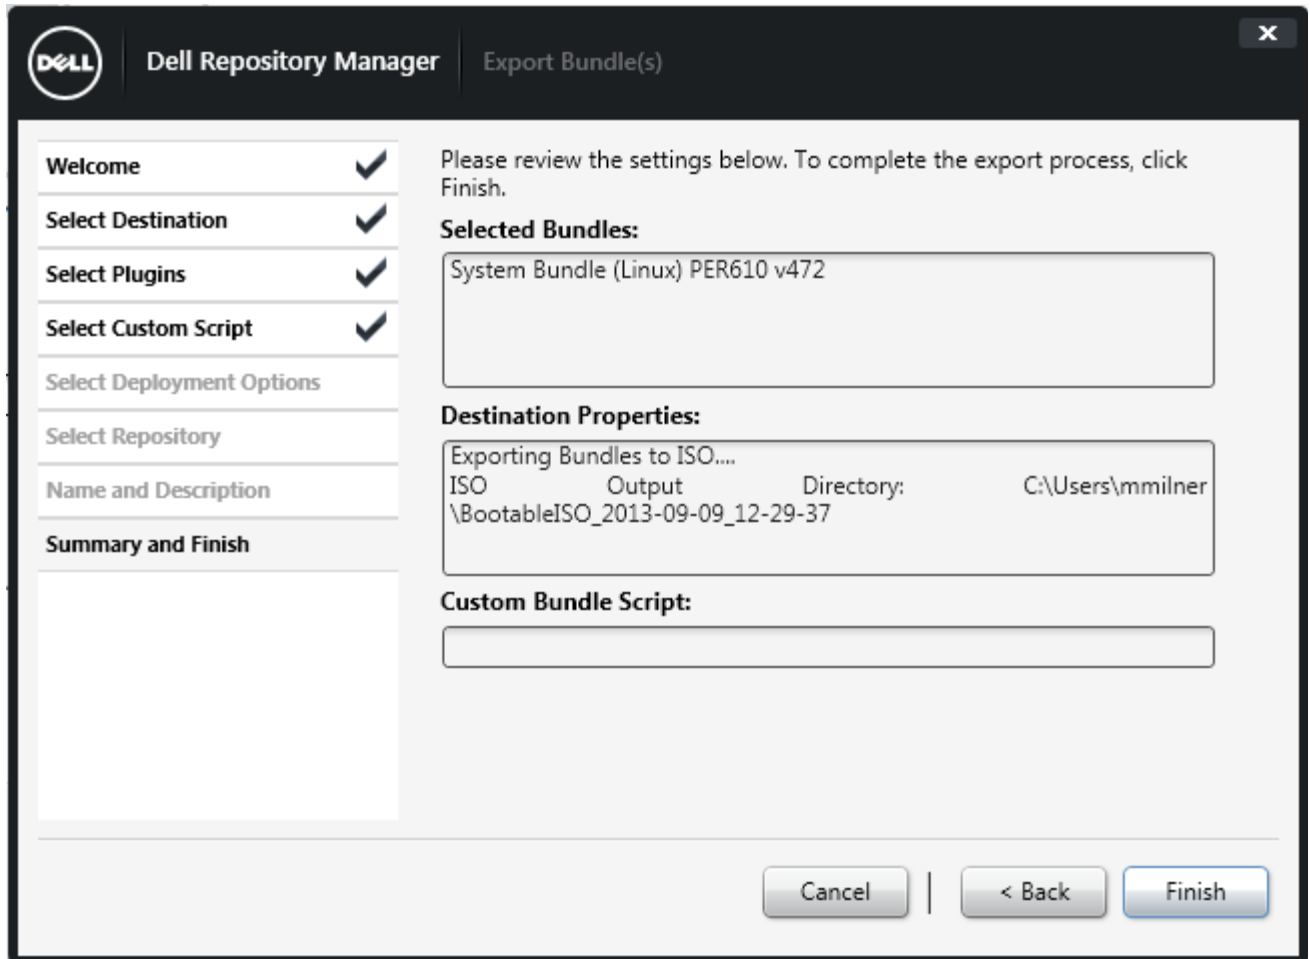 DELL
Dell Repository Manager
Export Bundle(s)
x
Welcome
Select Destination
Select Plugins
Select Custom Script
Select Deployment Options
Select Repository
Name and Description
Summary and Finish
Please review the settings below. To complete the export process, click
Finish.
Selected Bundles:
System Bundle (Linux) PER610 v472
Destination Properties:
Exporting Bundles to ISO....
ISO Output Directory: C:\Users\mmilner
\BootableISO_2013-09-09_12-29-37
Custom Bundle Script:
Cancel
< Back
Finish